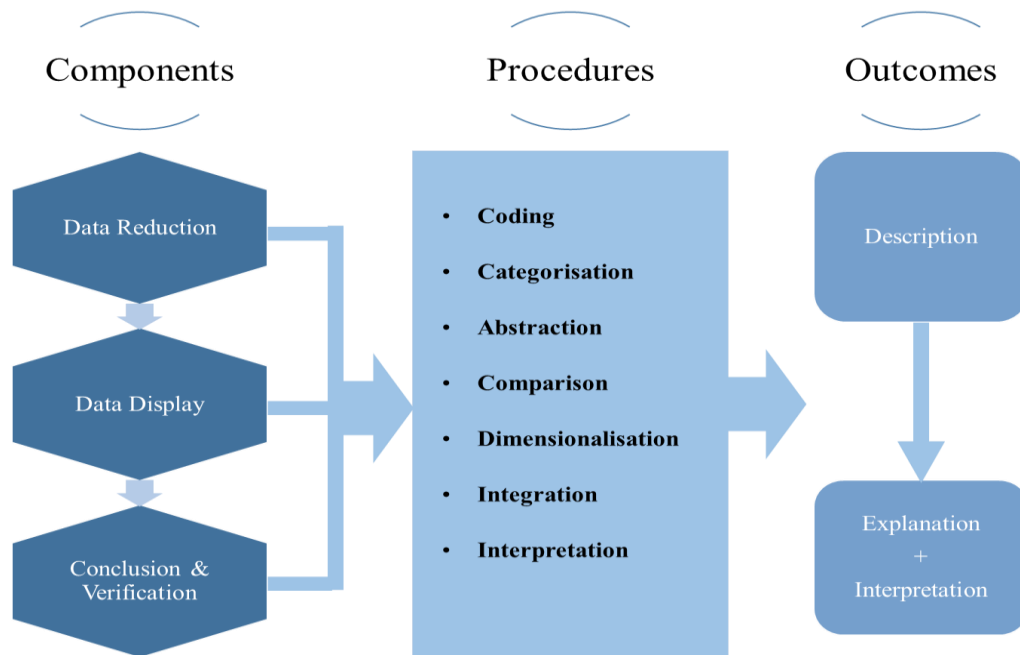 Components
Procedures
Outcomes
Data Reduction
Data Display
Conclusion &
Verification
• Coding
• Categorisation
• Abstraction
• Comparison
• Dimensionalisation
• Integration
• Interpretation
Description
Explanation
+
Interpretation